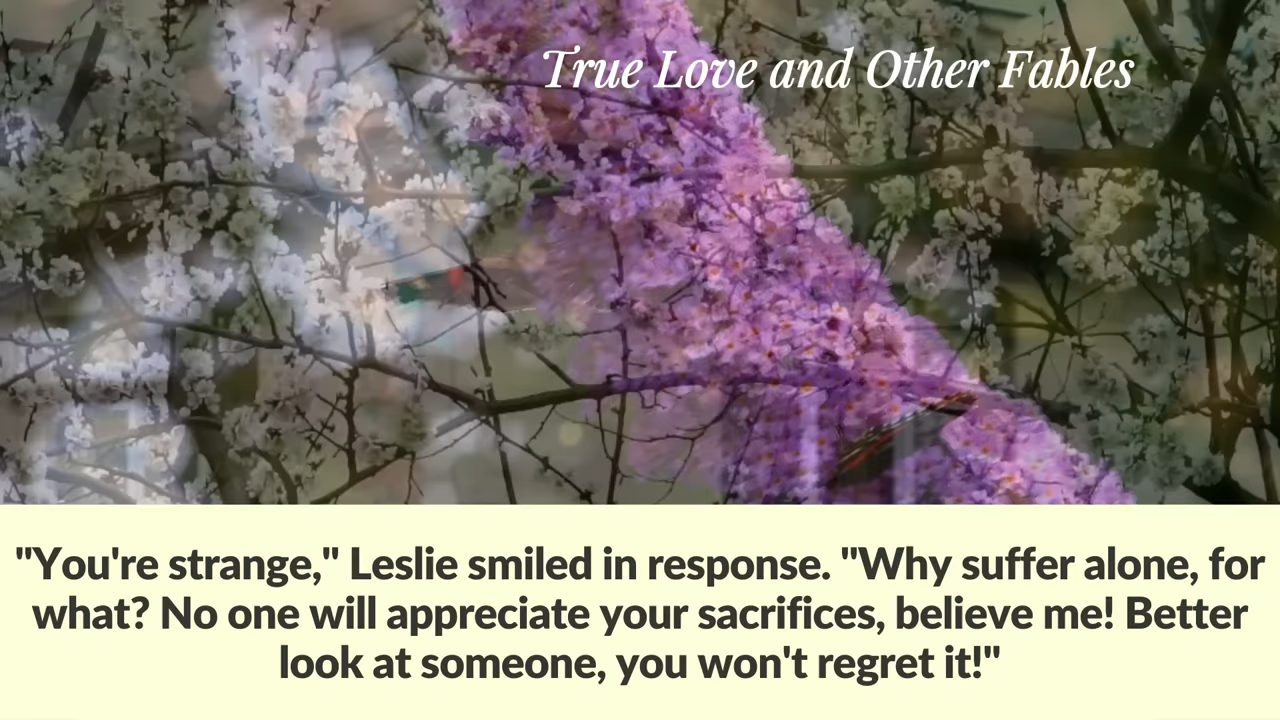 True Love and Other Fables
"You're strange," Leslie smiled in response. "Why suffer alone, for
what? No one will appreciate your sacrifices, believe me! Better
look at someone, you won't regret it!"